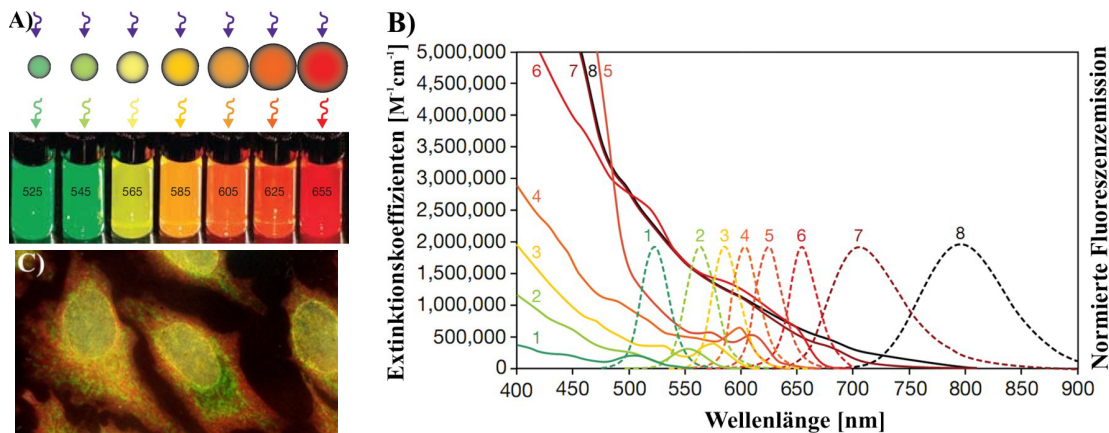 A)
525 545 565 585 605 625 655
C)
B)
Extinktionskoeffizienten [M⁻¹cm⁻¹]
5,000,000
4,500,000
4,000,000
3,500,000
3,000,000
2,500,000
2,000,000
1,500,000
1,000,000
500,000
0
6 7 8 5
4
3
2
1
1 2 3 4 5 6 7 8
400 450 500 550 600 650 700 750 800 850 900
Wellenlänge [nm]
Normierte Fluoreszenzemission